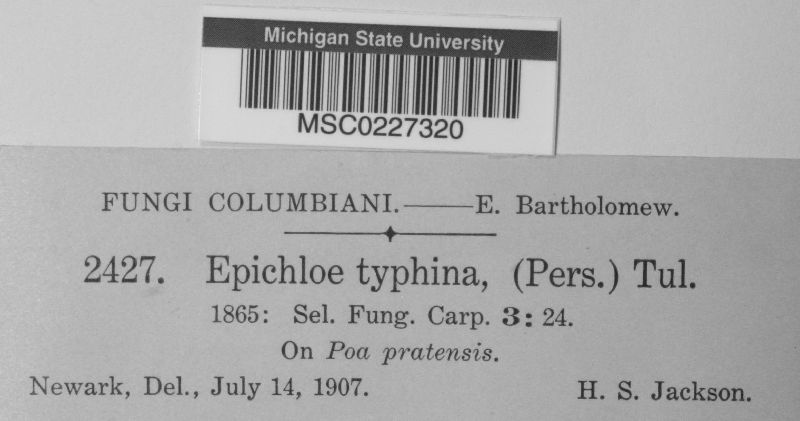 Michigan State University
MSC0227320
FUNGI COLUMBIANI.——E. Bartholomew.
2427. Epichloe typhina, (Pers.) Tul.
1865: Sel. Fung. Carp. 3: 24.
On Poa pratensis.
Newark, Del., July 14, 1907. H. S. Jackson.